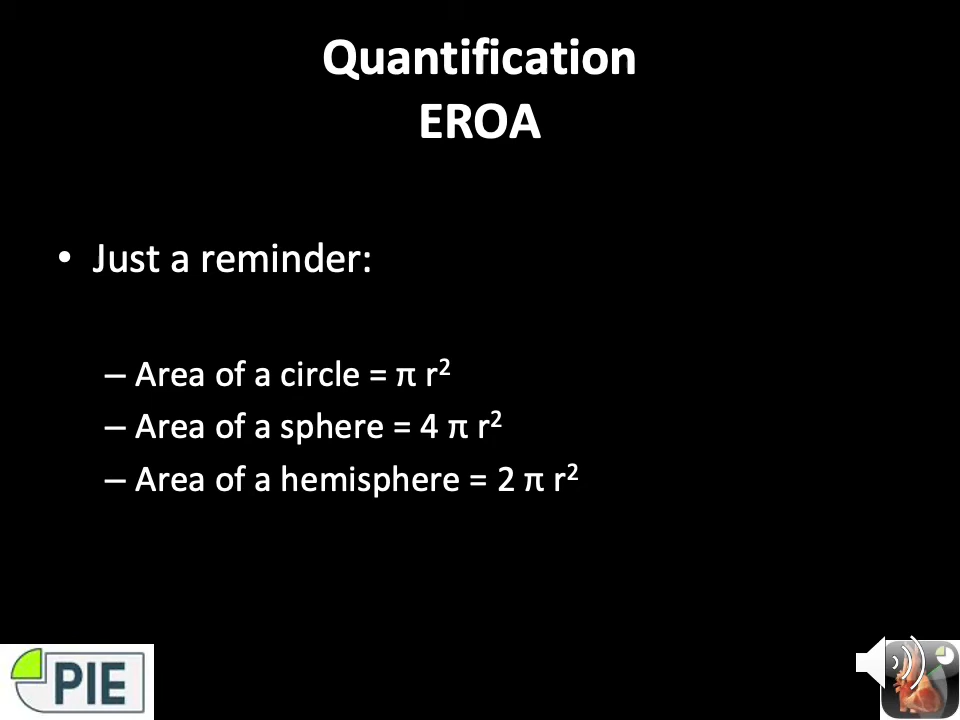 Quantification
EROA
• Just a reminder:
– Area of a circle = π r²
– Area of a sphere = 4 π r²
– Area of a hemisphere = 2 π r²
PIE